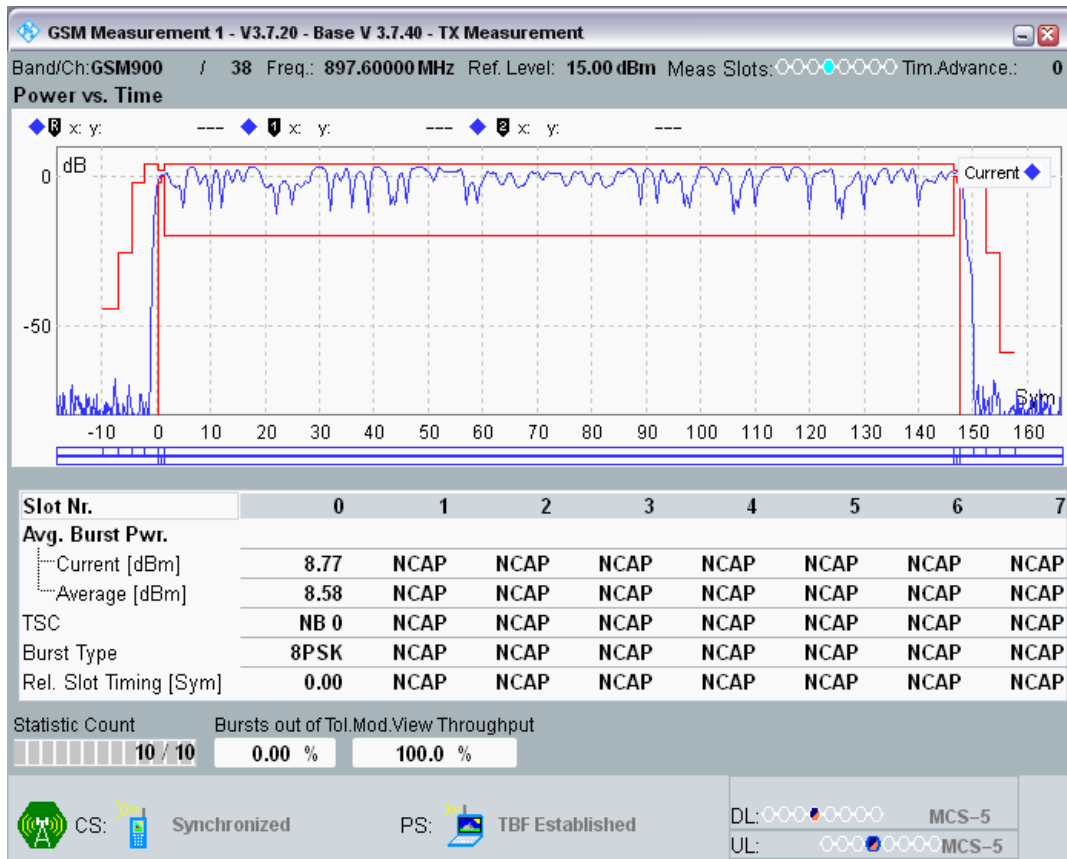 GSM Measurement 1 - V3.7.20 - Base V 3.7.40 - TX Measurement
Band/Ch:GSM900 / 38 Freq.: 897.60000 MHz Ref. Level: 15.00 dBm Meas Slots: Tim.Advance.: 0
Power vs. Time
R x: y: --- 1 x: y: --- 2 x: y: ---
dB
0
Current
-50
Sym
-10 0 10 20 30 40 50 60 70 80 90 100 110 120 130 140 150 160
Slot Nr. 0 1 2 3 4 5 6 7
Avg. Burst Pwr.
Current [dBm] 8.77 NCAP NCAP NCAP NCAP NCAP NCAP NCAP
Average [dBm] 8.58 NCAP NCAP NCAP NCAP NCAP NCAP NCAP
TSC NB 0 NCAP NCAP NCAP NCAP NCAP NCAP NCAP
Burst Type 8PSK NCAP NCAP NCAP NCAP NCAP NCAP NCAP
Rel. Slot Timing [Sym] 0.00 NCAP NCAP NCAP NCAP NCAP NCAP NCAP
Statistic Count Bursts out of Tol.Mod.View Throughput
10 / 10 0.00 % 100.0 %
CS: Synchronized PS: TBF Established
DL: MCS-5
UL: MCS-5